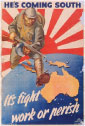 HE'S COMING SOUTH
It's fight
work or perish